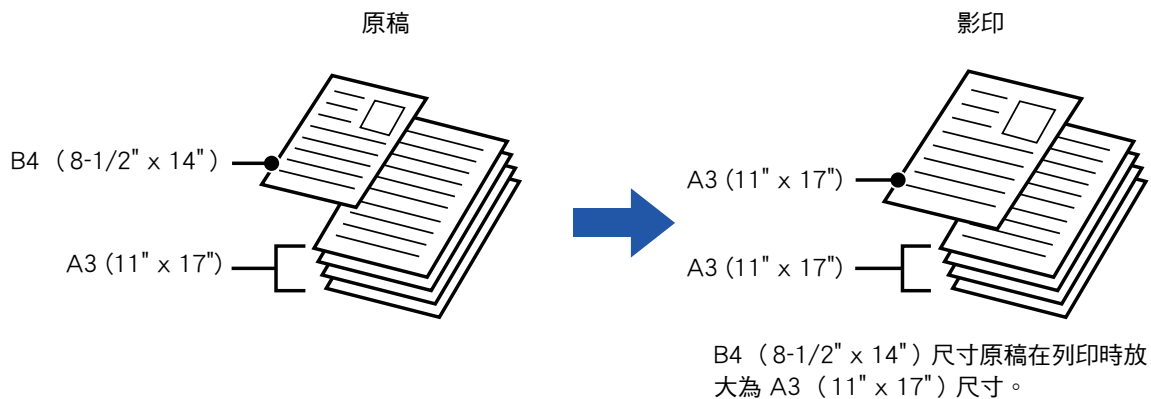 原稿
影印
B4 （8-1/2" x 14"）
A3 (11" x 17")
A3 (11" x 17")
A3 (11" x 17")
B4 （8-1/2" x 14"）尺寸原稿在列印時放
大為 A3 （11" x 17"）尺寸。